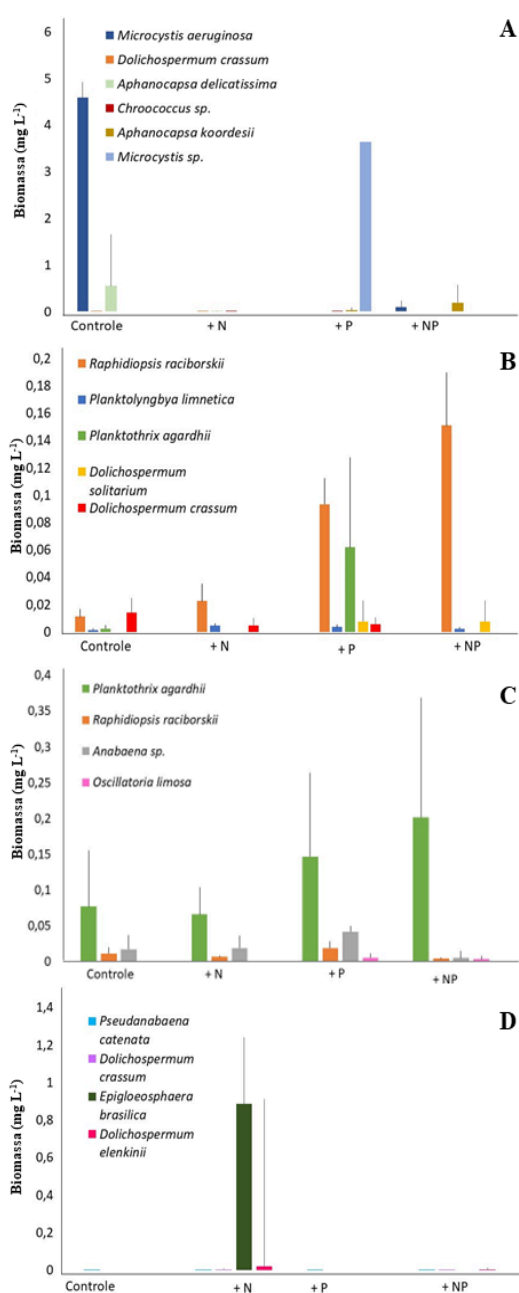 A
Biomassa (mg L-1)
6
5
4
3
2
1
0
Microcystis aeruginosa
Dolichospermum crassum
Aphanocapsa delicatissima
Chroococcus sp.
Aphanocapsa koordesii
Microcystis sp.
Controle + N + P + NP
B
Biomassa (mg L-1)
0,2
0,18
0,16
0,14
0,12
0,1
0,08
0,06
0,04
0,02
0
Raphidiopsis raciborskii
Planktolyngbya limnetica
Planktothrix agardhii
Dolichospermum
solitarium
Dolichospermum crassum
Controle + N + P + NP
C
Biomassa (mg L-1)
0,4
0,35
0,3
0,25
0,2
0,15
0,1
0,05
0
Planktothrix agardhii
Raphidiopsis raciborskii
Anabaena sp.
Oscillatoria limosa
Controle + N + P + NP
D
Biomassa (mg L-1)
1,4
1,2
1
0,8
0,6
0,4
0,2
0
Pseudanabaena
catenata
Dolichospermum
crassum
Epigloeosphaera
brasilica
Dolichospermum
elenkinii
Controle + N + P + NP